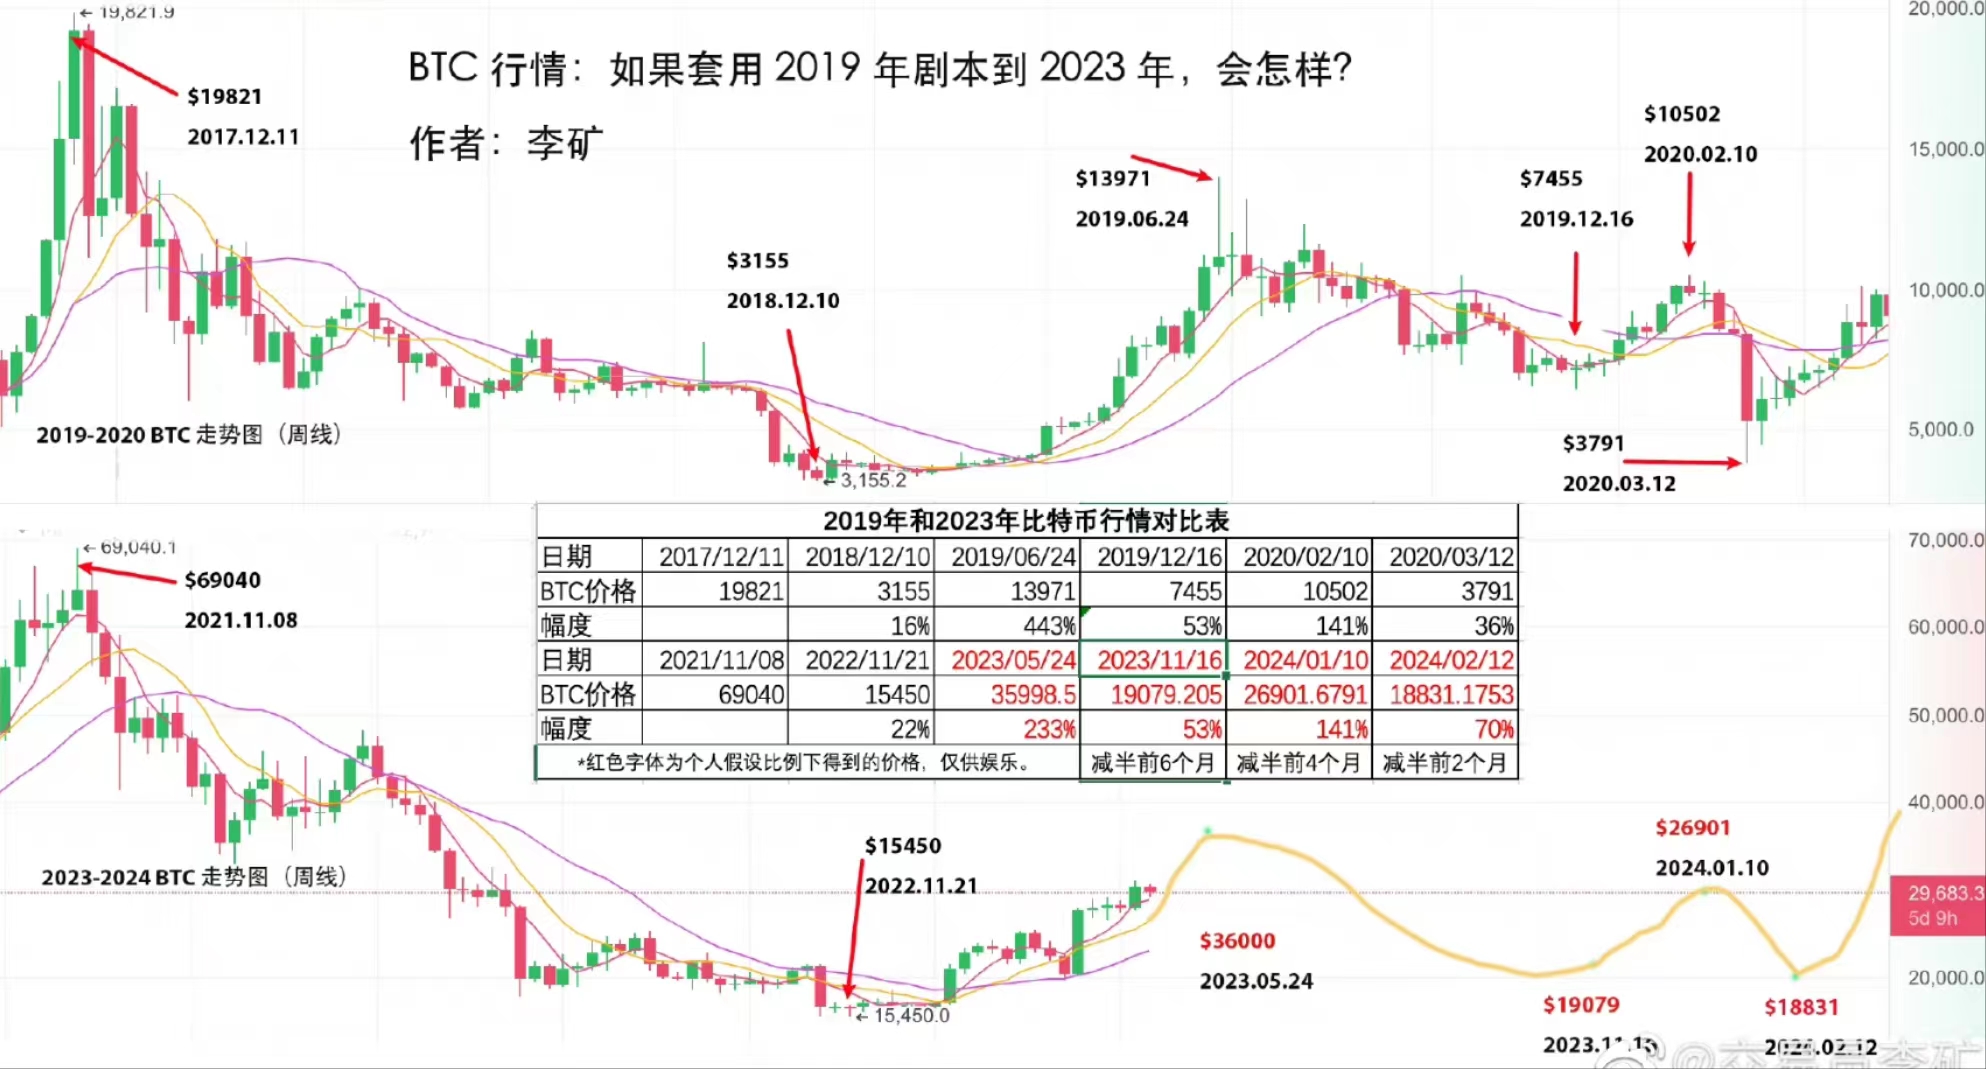 ←19,821.9
20,000.0
BTC 行情：如果套用 2019 年剧本到 2023 年，会怎样?
$19821
2017.12.11
作者：李矿
$10502
2020.02.10
15,000.0
$13971
2019.06.24
$7455
2019.12.16
$3155
2018.12.10
10,000.0
2019-2020 BTC 走势图（周线）
5,000.0
$3791
2020.03.12
←3,155.2
2019年和2023年比特币行情对比表
日期 2017/12/11 2018/12/10 2019/06/24 2019/12/16 2020/02/10 2020/03/12
BTC价格 19821 3155 13971 7455 10502 3791
幅度 16% 443% 53% 141% 36%
日期 2021/11/08 2022/11/21 2023/05/24 2023/11/16 2024/01/10 2024/02/12
BTC价格 69040 15450 35998.5 19079.205 26901.6791 18831.1753
幅度 22% 233% 53% 141% 70%
*红色字体为个人假设比例下得到的价格，仅供娱乐。 减半前6个月 减半前4个月 减半前2个月
←69,040.1
70,000.0
$69040
2021.11.08
60,000.0
50,000.0
40,000.0
$15450
2022.11.21
$26901
2024.01.10
2023-2024 BTC 走势图（周线）
29,683.3
5d 9h
$36000
2023.05.24
20,000.0
←15,450.0
$19079
2023.11.16
$18831
2024.02.12